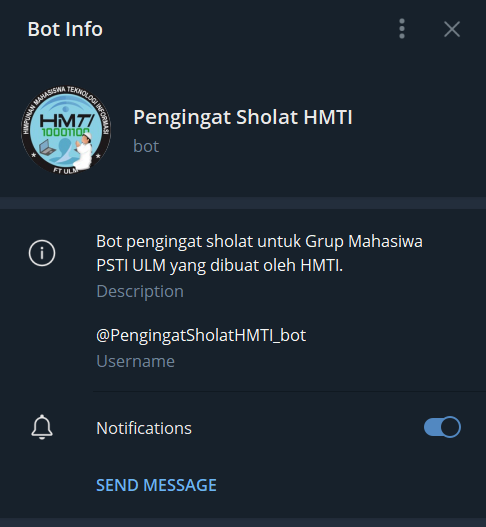 Bot Info
HIMPUNAN MAHASISWA TEKNOLOGI INFORMASI
HMTI
10001100
FT ULM
Pengingat Sholat HMTI
bot
Bot pengingat sholat untuk Grup Mahasiwa
PSTI ULM yang dibuat oleh HMTI.
Description
@PengingatSholatHMTI_bot
Username
Notifications
SEND MESSAGE